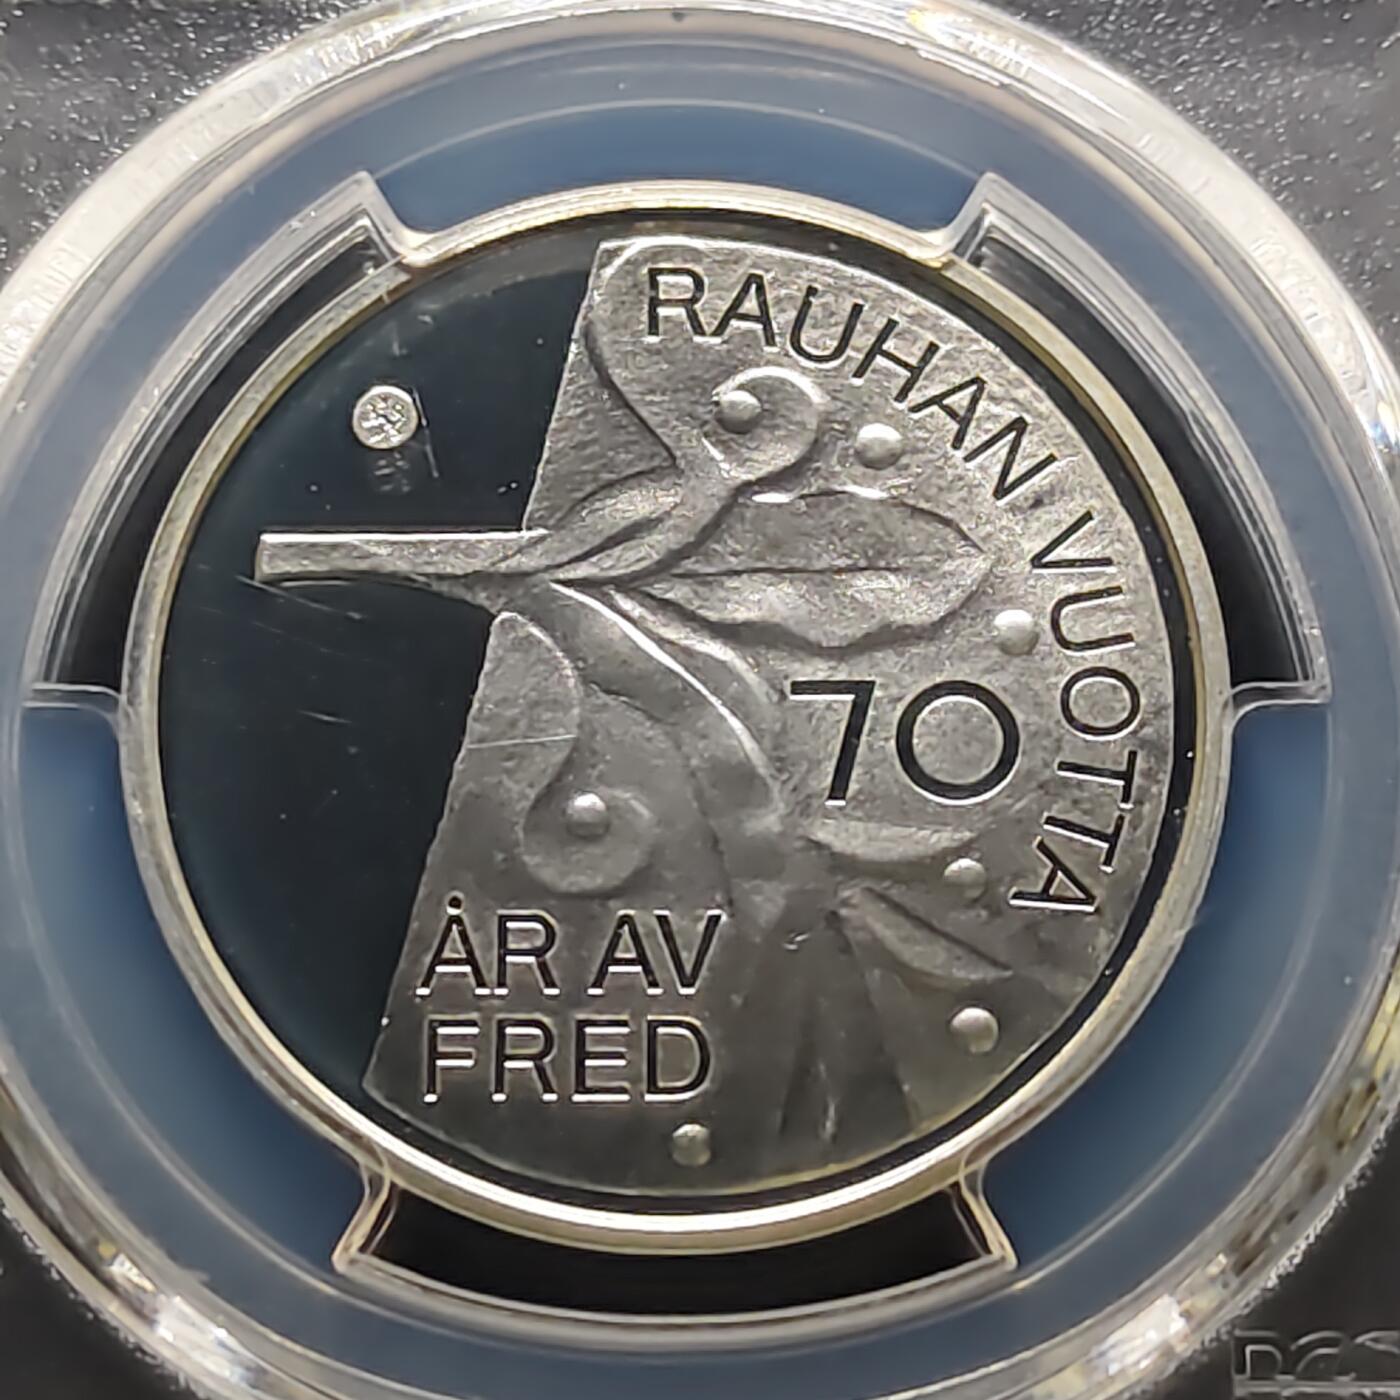 RAUHAN VUOTTA
70
ÅR AV
FRED